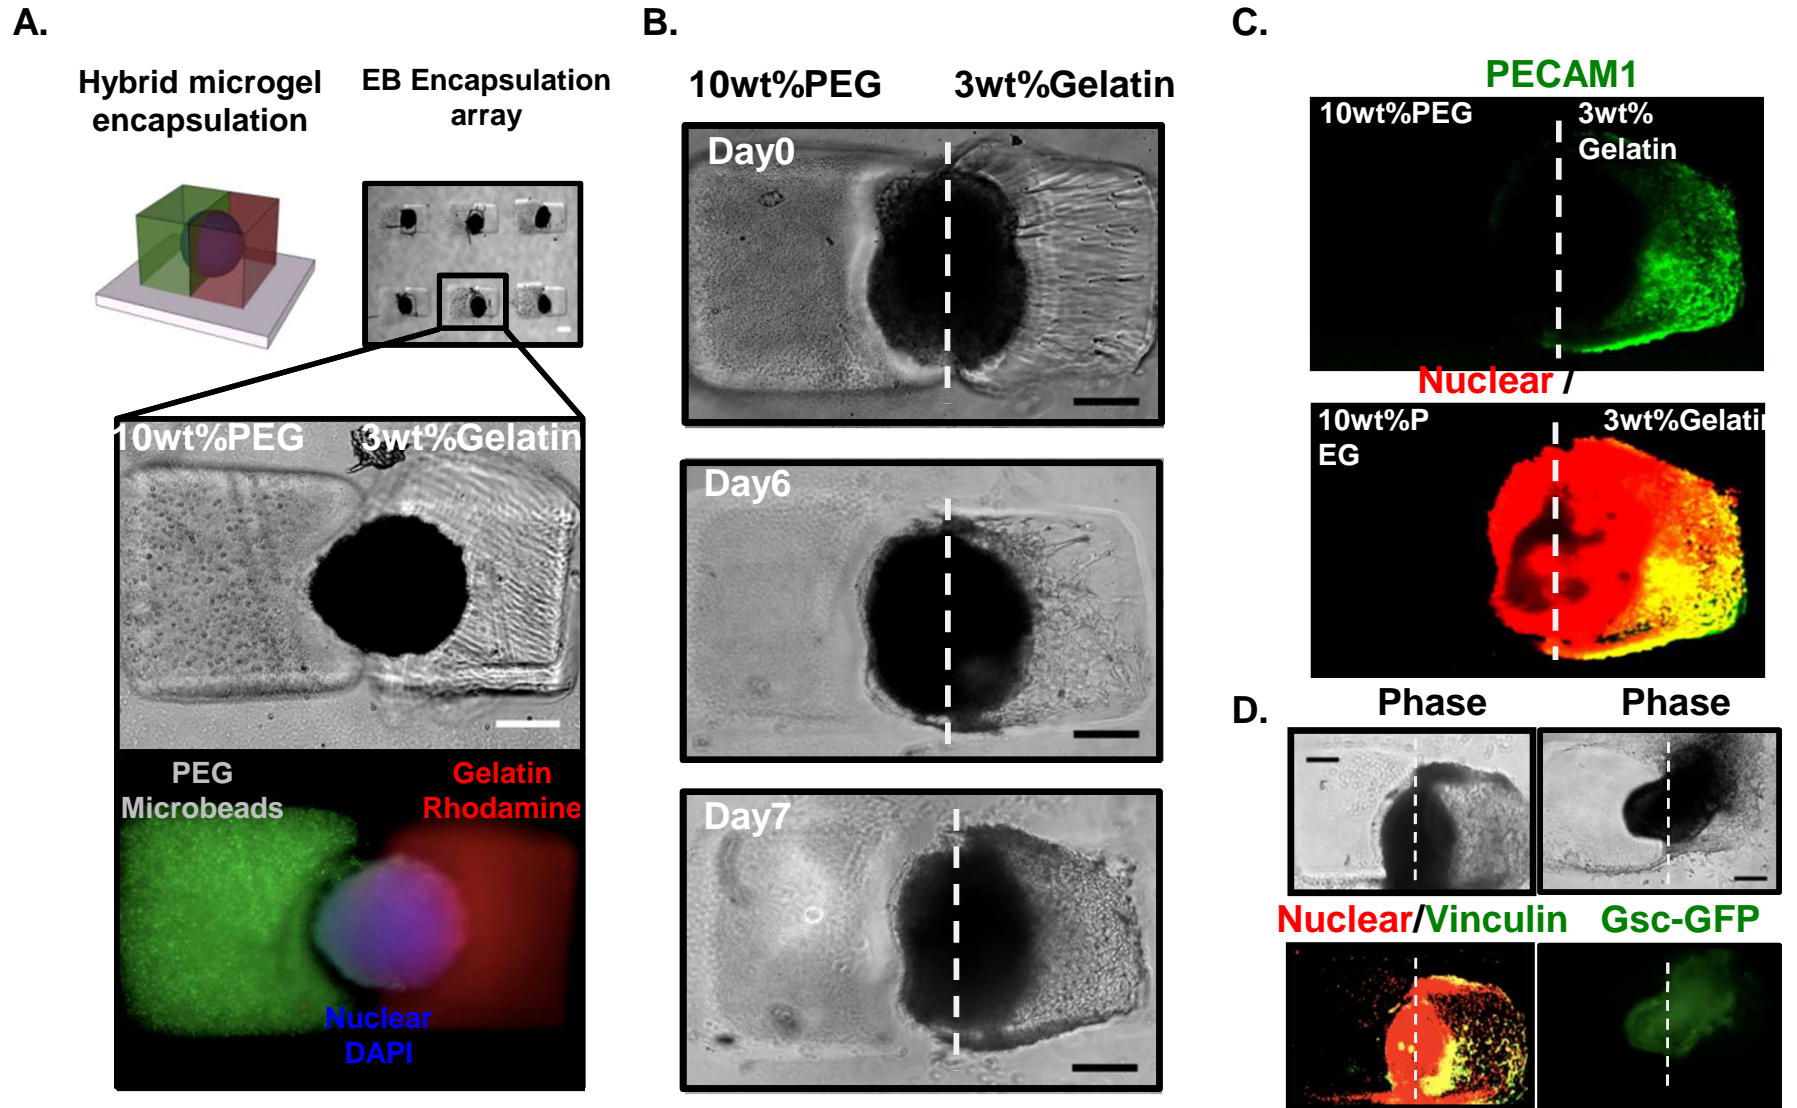 A.
Hybrid microgel
encapsulation
EB Encapsulation
array
10wt%PEG
3wt%Gelatin
PEG
Microbeads
Gelatin
Rhodamine
Nuclear
DAPI
B.
10wt%PEG
3wt%Gelatin
Day0
Day6
Day7
C.
PECAM1
10wt%PEG
3wt%
Gelatin
Nuclear /
10wt%P
EG
3wt%Gelatin
D.
Phase
Phase
Nuclear/Vinculin
Gsc-GFP